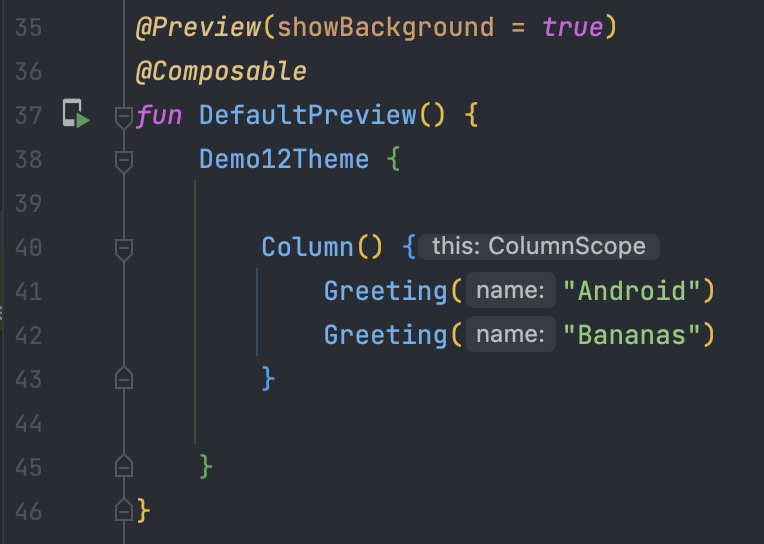 35 @Preview(showBackground = true)
36 @Composable
37 fun DefaultPreview() {
38 Demo12Theme {
39
40 Column() { this: ColumnScope
41 Greeting( name: "Android")
42 Greeting( name: "Bananas")
43 }
44
45 }
46 }